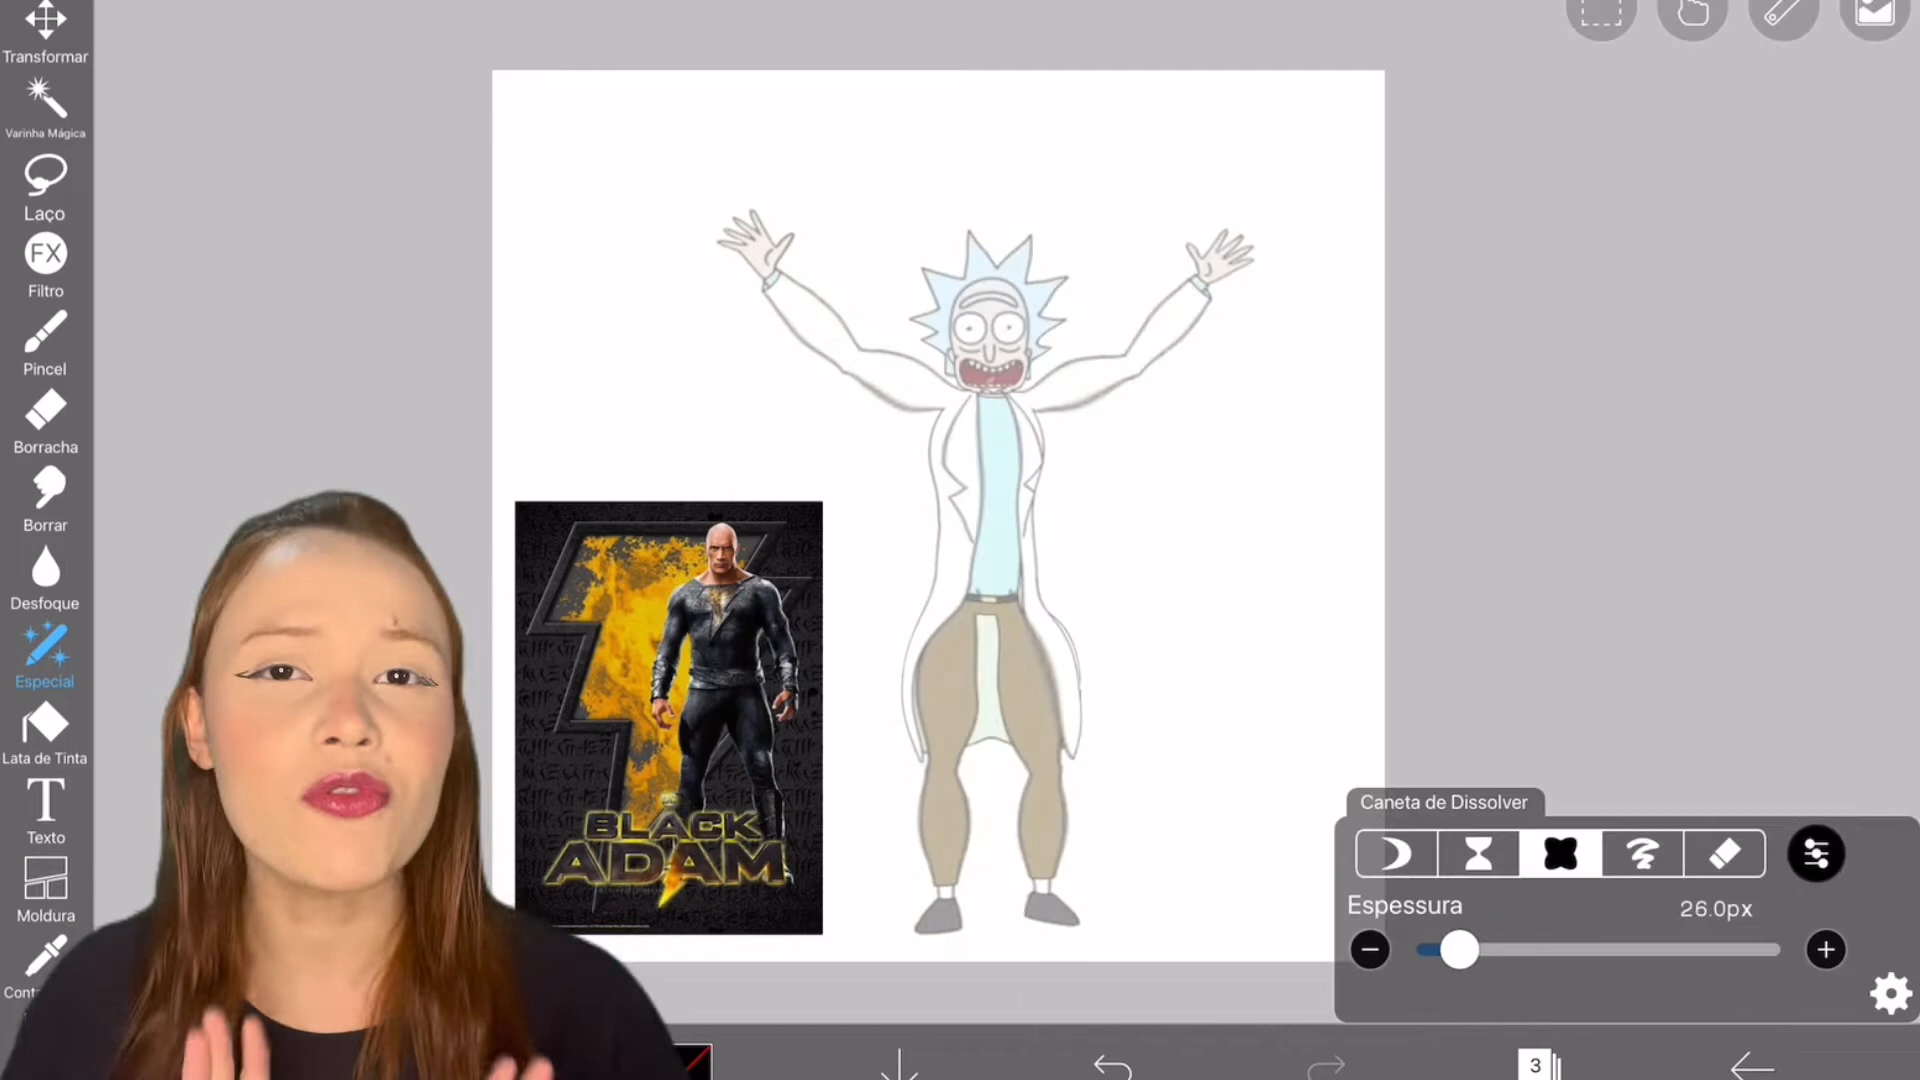 Transformar
Varinha Mágica
Laço
FX
Filtro
Pincel
Borracha
Borrar
Desfoque
Especial
Lata de Tinta
T
Texto
Moldura
BLACK
ADAM
Caneta de Dissolver
Espessura
26.0px
3